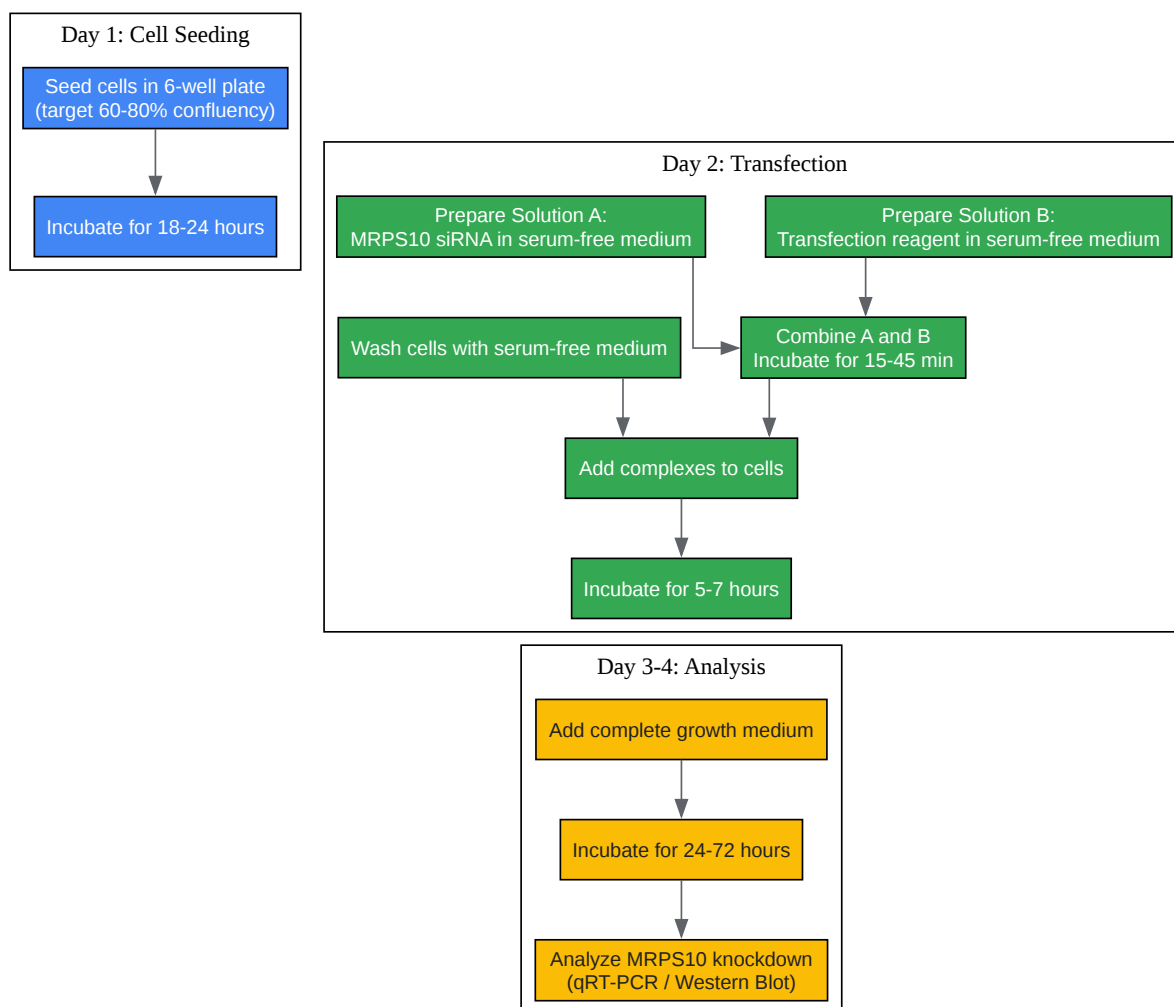 Day 1: Cell Seeding
Seed cells in 6-well plate
(target 60-80% confluency)
Incubate for 18-24 hours
Day 2: Transfection
Prepare Solution A:
MRPS10 siRNA in serum-free medium
Prepare Solution B:
Transfection reagent in serum-free medium
Wash cells with serum-free medium
Combine A and B
Incubate for 15-45 min
Add complexes to cells
Incubate for 5-7 hours
Day 3-4: Analysis
Add complete growth medium
Incubate for 24-72 hours
Analyze MRPS10 knockdown
(qRT-PCR / Western Blot)